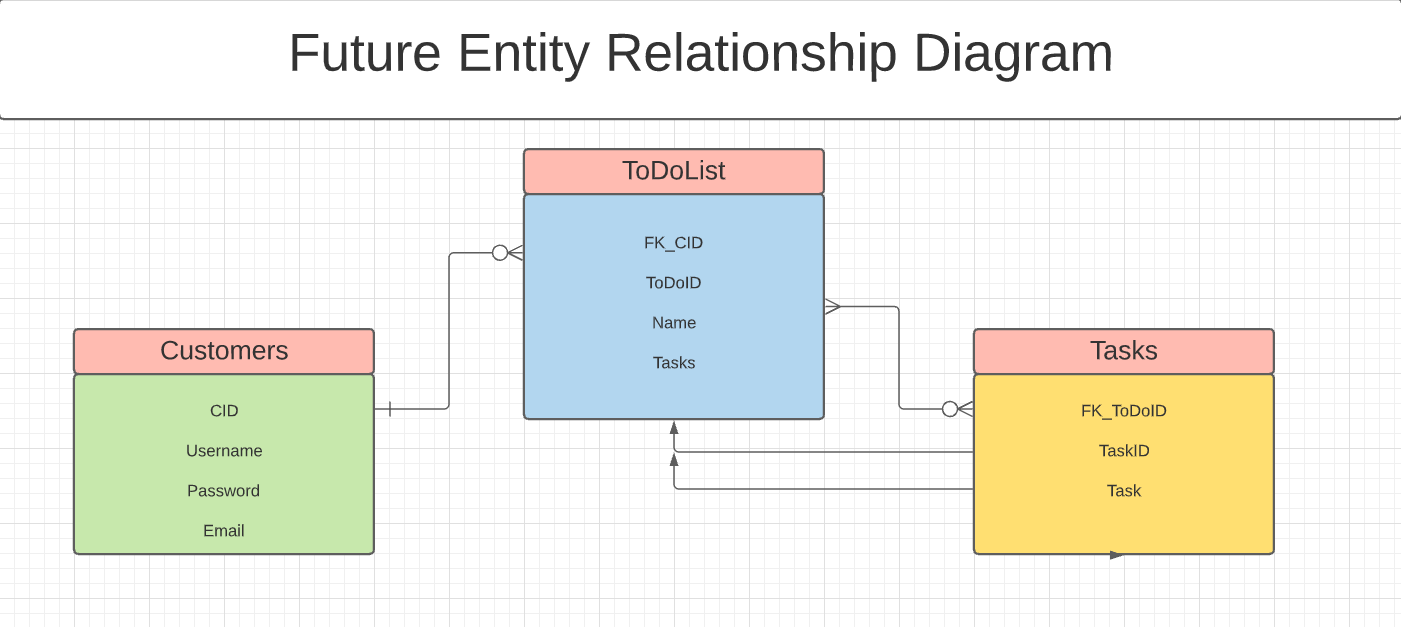 Future Entity Relationship Diagram
ToDoList
FK_CID
ToDoID
Name
Tasks
Customers
CID
Username
Password
Email
Tasks
FK_ToDoID
TaskID
Task